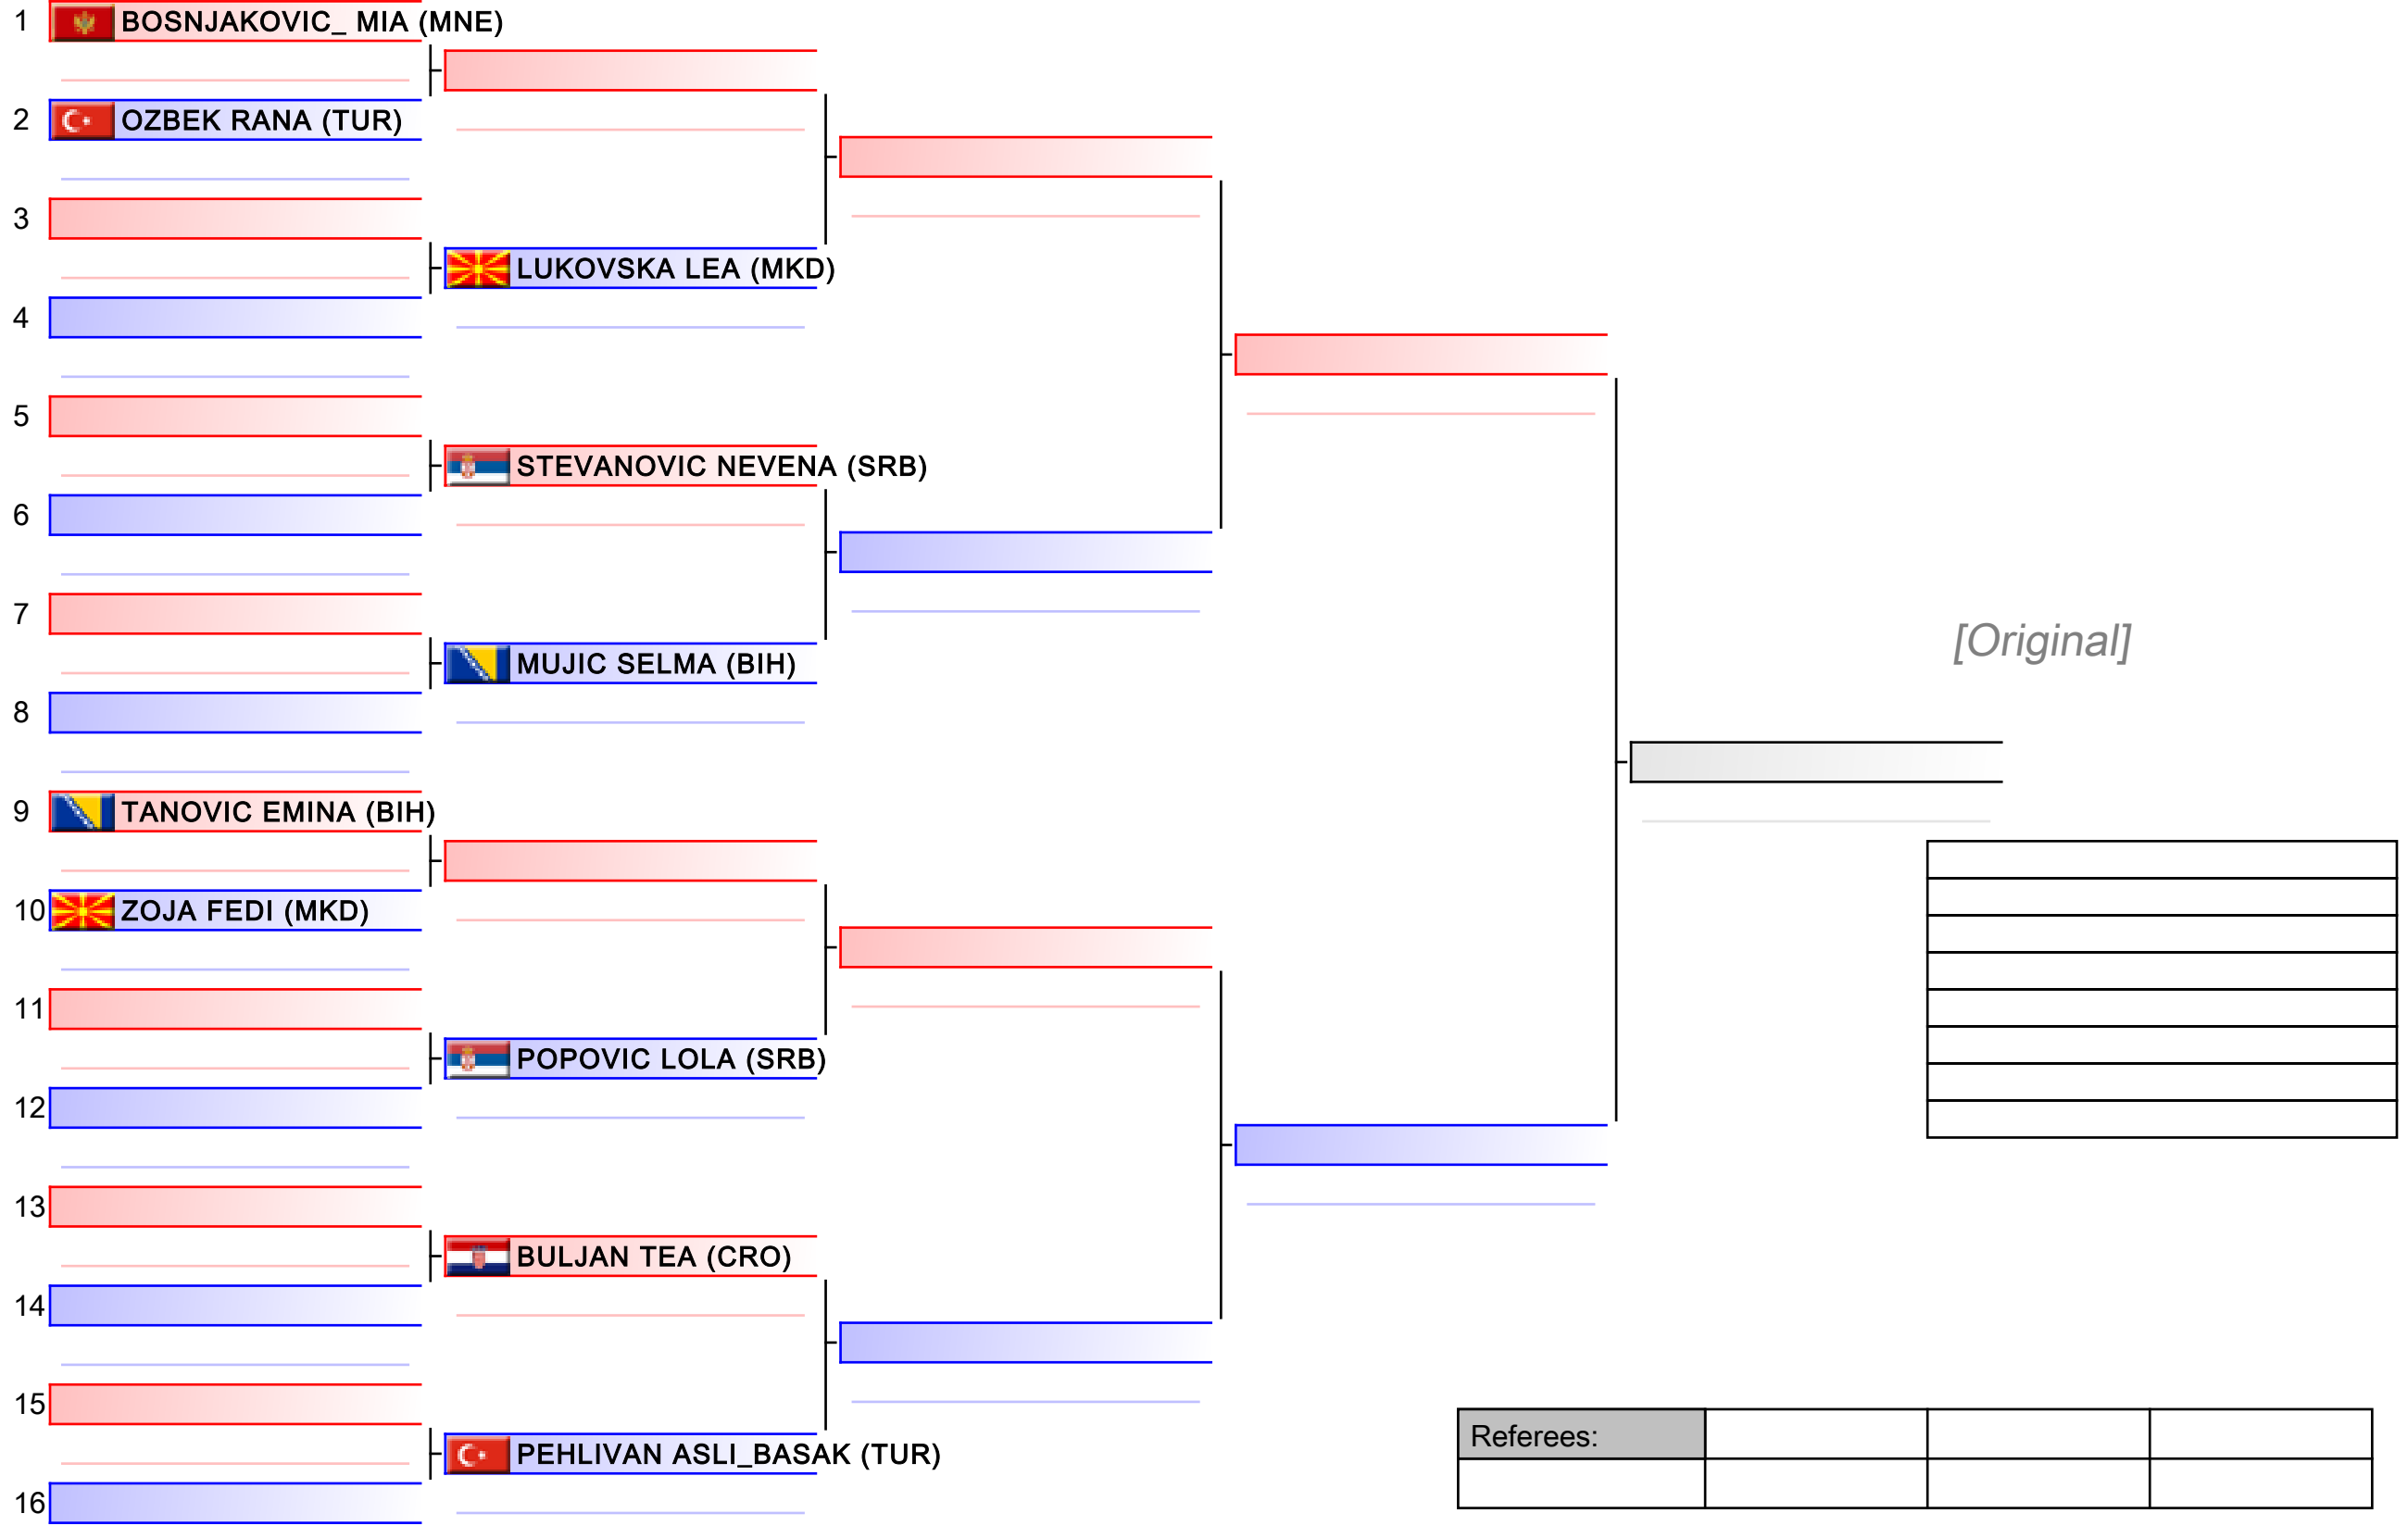 1 BOSNJAKOVIC_ MIA (MNE)
2 OZBEK RANA (TUR)
3
LUKOVSKA LEA (MKD)
4
5
STEVANOVIC NEVENA (SRB)
6
7
[Original]
MUJIC SELMA (BIH)
8
9 TANOVIC EMINA (BIH)
10 ZOJA FEDI (MKD)
11
POPOVIC LOLA (SRB)
12
13
BULJAN TEA (CRO)
14
15
Referees:
PEHLIVAN ASLI_BASAK (TUR)
16